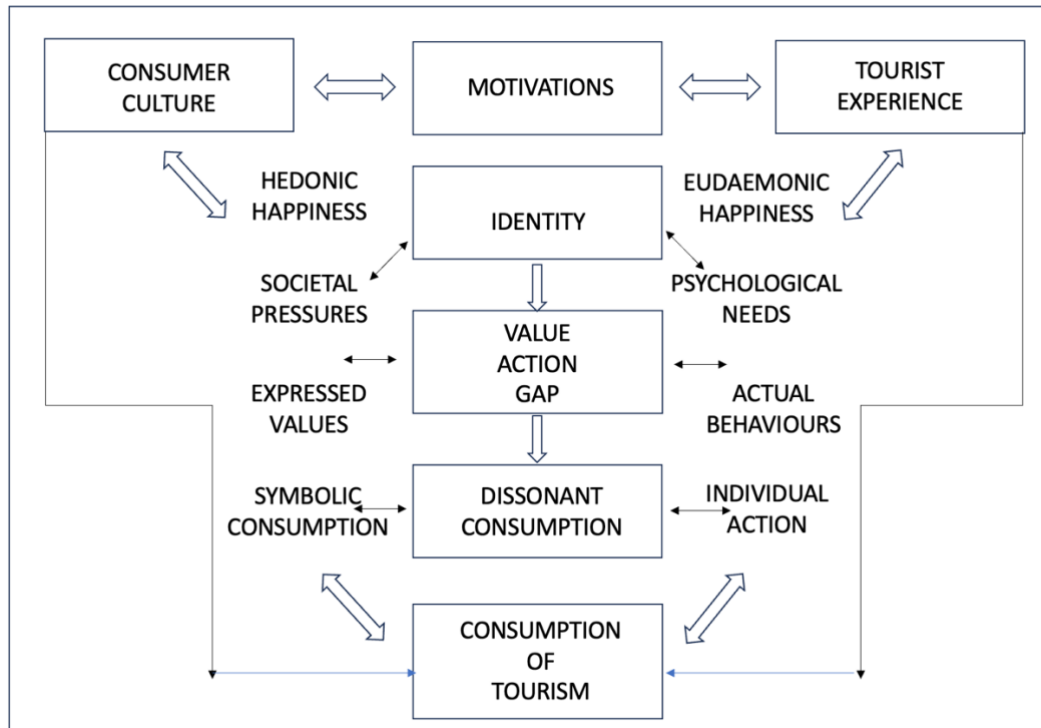 CONSUMER
CULTURE
MOTIVATIONS
TOURIST
EXPERIENCE
HEDONIC
HAPPINESS
IDENTITY
EUDAEMONIC
HAPPINESS
SOCIETAL
PRESSURES
PSYCHOLOGICAL
NEEDS
VALUE
ACTION
GAP
EXPRESSED
VALUES
ACTUAL
BEHAVIOURS
SYMBOLIC
CONSUMPTION
DISSONANT
CONSUMPTION
INDIVIDUAL
ACTION
CONSUMPTION
OF
TOURISM